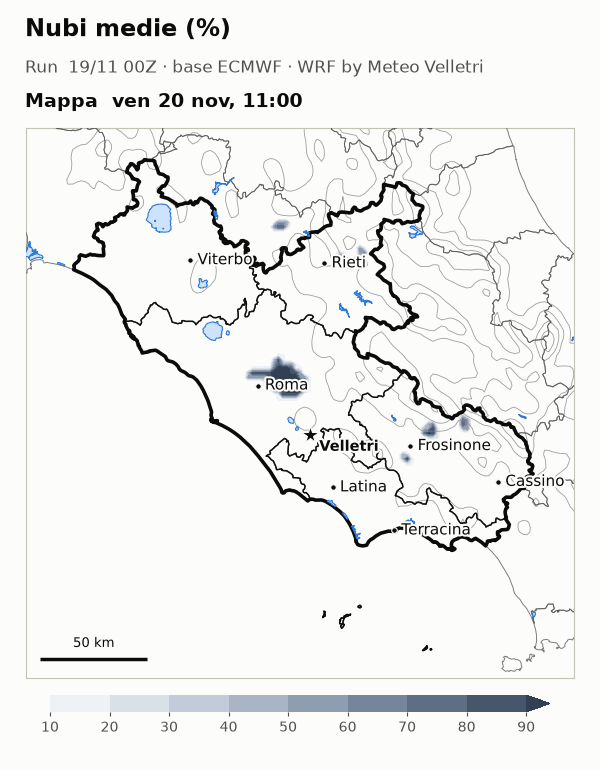 Nubi medie (%)
Run 19/11 00Z · base ECMWF · WRF by Meteo Velletri
Mappa ven 20 nov, 11:00
Viterbo
Rieti
Roma
Velletri
Frosinone
Latina
Cassino
Terracina
50 km
10 20 30 40 50 60 70 80 90